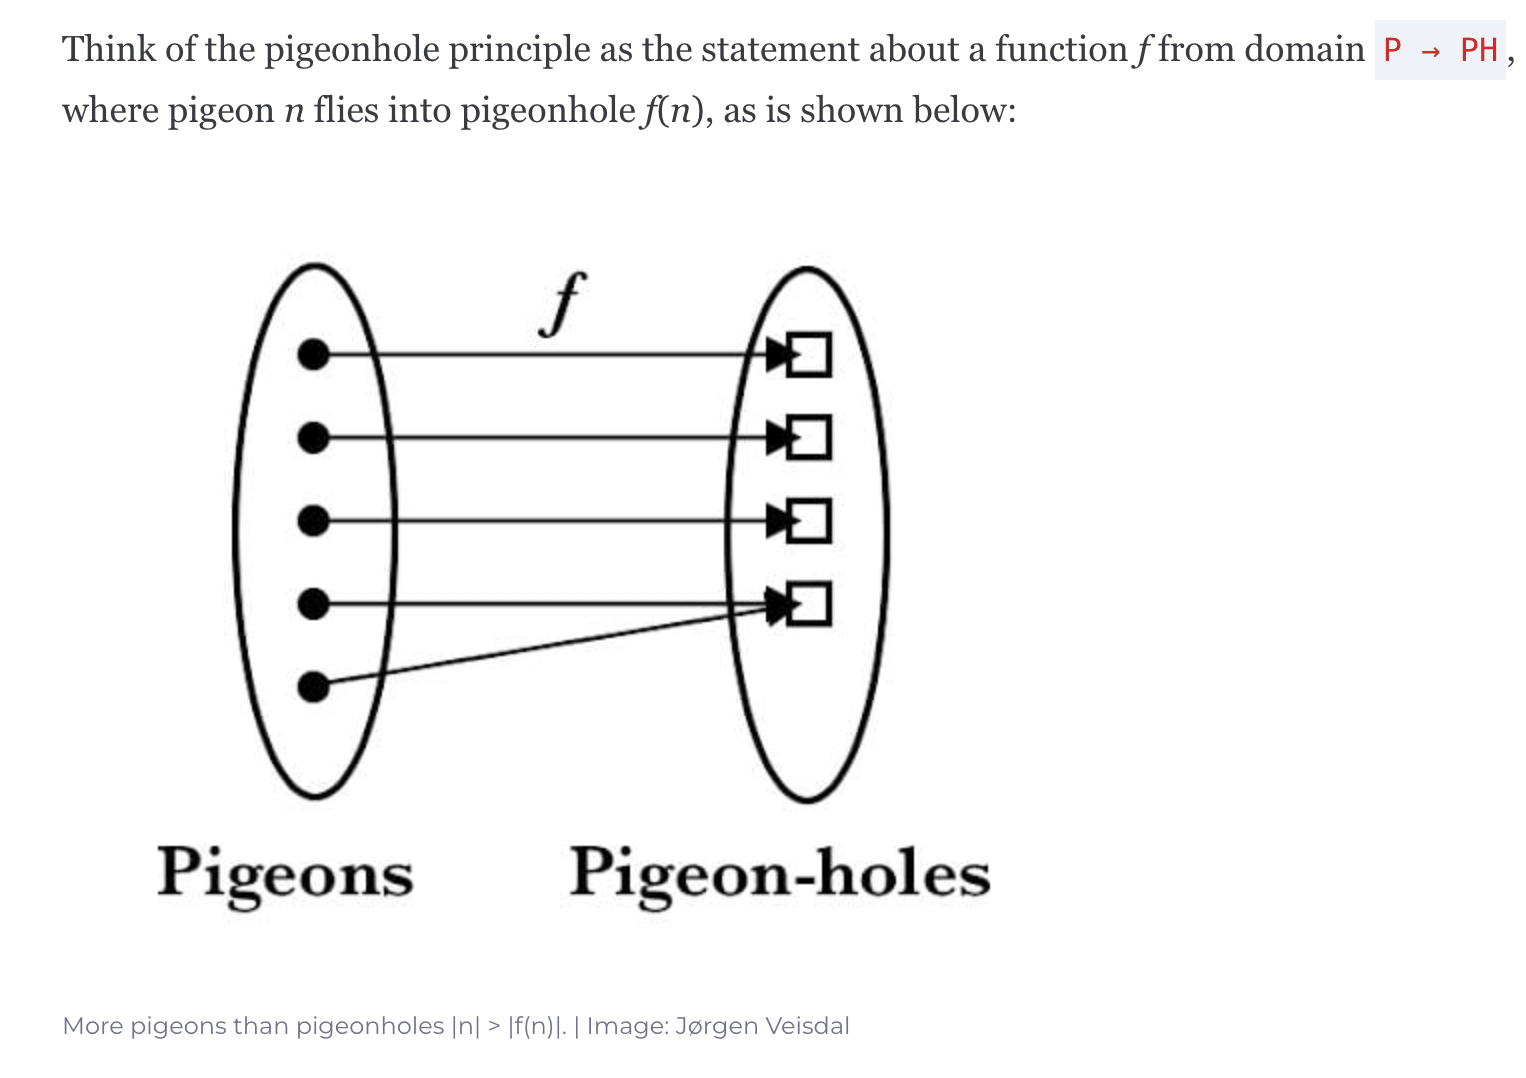 Think of the pigeonhole principle as the statement about a function f from domain P → PH,
where pigeon n flies into pigeonhole f(n), as is shown below:
f
Pigeons Pigeon-holes
More pigeons than pigeonholes |n| > |f(n)|. | Image: Jørgen Veisdal